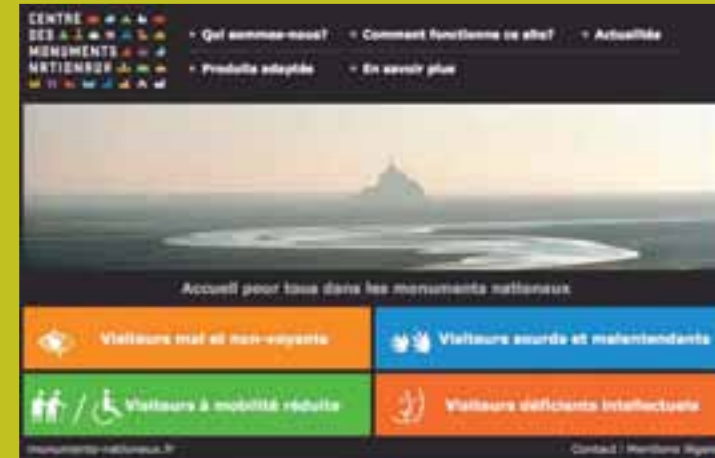 CENTRE
DES
MONUMENTS
NATIONAUX
• Qui sommes-nous? • Comment fonctionne ce site? • Actualités
• Produits adaptés • En savoir plus
Accueil pour tous dans les monuments nationaux
Visiteurs mal et non-voyants
Visiteurs sourds et malentendants
Visiteurs à mobilité réduite
Visiteurs déficients intellectuels
monuments-nationaux.fr
Contact | Mentions légales